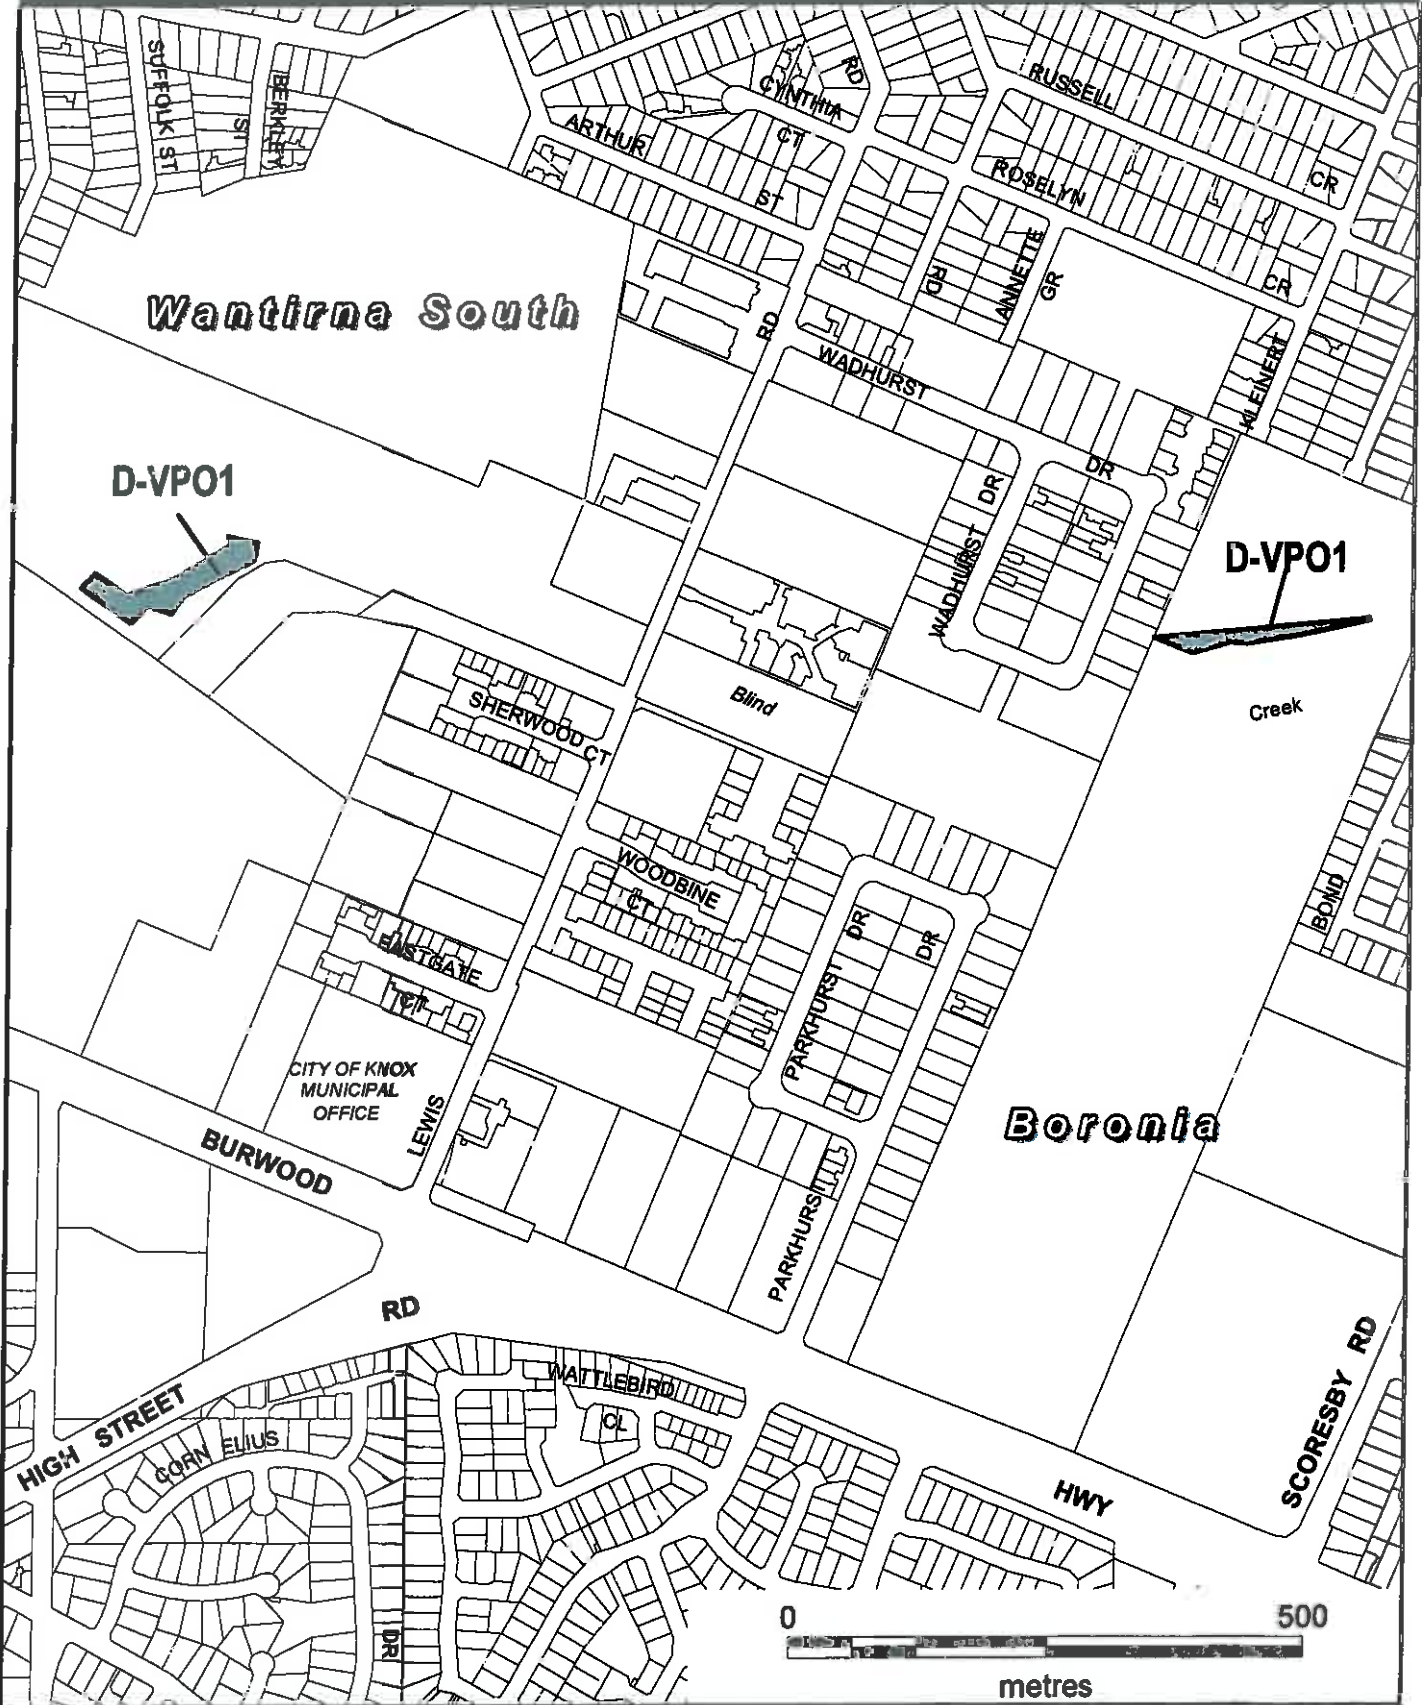 SUFFOLK ST
BERKLEY
ST
RD
CYNTHIA
CT
RUSSELL
CR
ARTHUR
ST
ROSELYN
CR
ANNETTE
GR
RD
RD
KLEINERT
Wantirna South
WADHURST
DR
DR
WADHURST
D-VPO1
D-VPO1
Blind
Creek
SHERWOOD CT
WOODBINE
CT
BOND
DR
DR
PARKHURST
EASTGATE
CT
CITY OF KNOX
MUNICIPAL
OFFICE
LEWIS
Boronia
BURWOOD
PARKHURST
RD
SCORESBY RD
WATTLEBIRD
CL
HIGH STREET
CORNELIUS
HWY
DR
0 500
metres